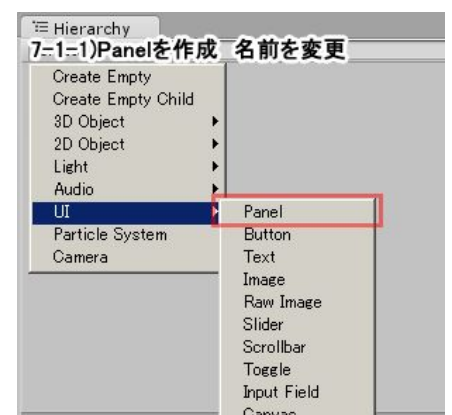 Hierarchy
7-1-1)Panelを作成 名前を変更
Create Empty
Create Empty Child
3D Object
2D Object
Light
Audio
UI
Particle System
Camera
Panel
Button
Text
Image
Raw Image
Slider
Scrollbar
Toggle
Input Field
Canvas